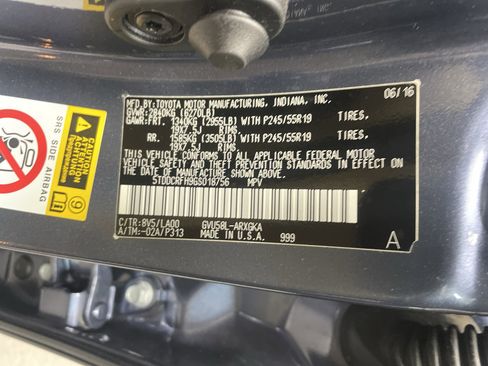 06/16
MFD.BY:TOYOTA MOTOR MANUFACTURING, INDIANA, INC.
GVWR:2840KG (6270LB)
GAWR:FRT. 1340KG (2955LB) WITH P245/55R19 TIRES,
19X7.5J RIMS,
RR. 1585KG (3505LB) WITH P245/55R19 TIRES,
19X7.5J RIMS.
THIS VEHICLE CONFORMS TO ALL APPLICABLE FEDERAL MOTOR
VEHICLE SAFETY AND THEFT PREVENTION STANDARDS IN EFFECT
ON THE DATE OF MANUFACTURE SHOWN ABOVE.
5TDDCRFH9GS018756 MPV
C/TR:8V5/LA00 GVU58L-ARXGKA
A/TM:-02A/P313 MADE IN U.S.A. 999
A
SRS SIDE AIRBAG
CAUTION